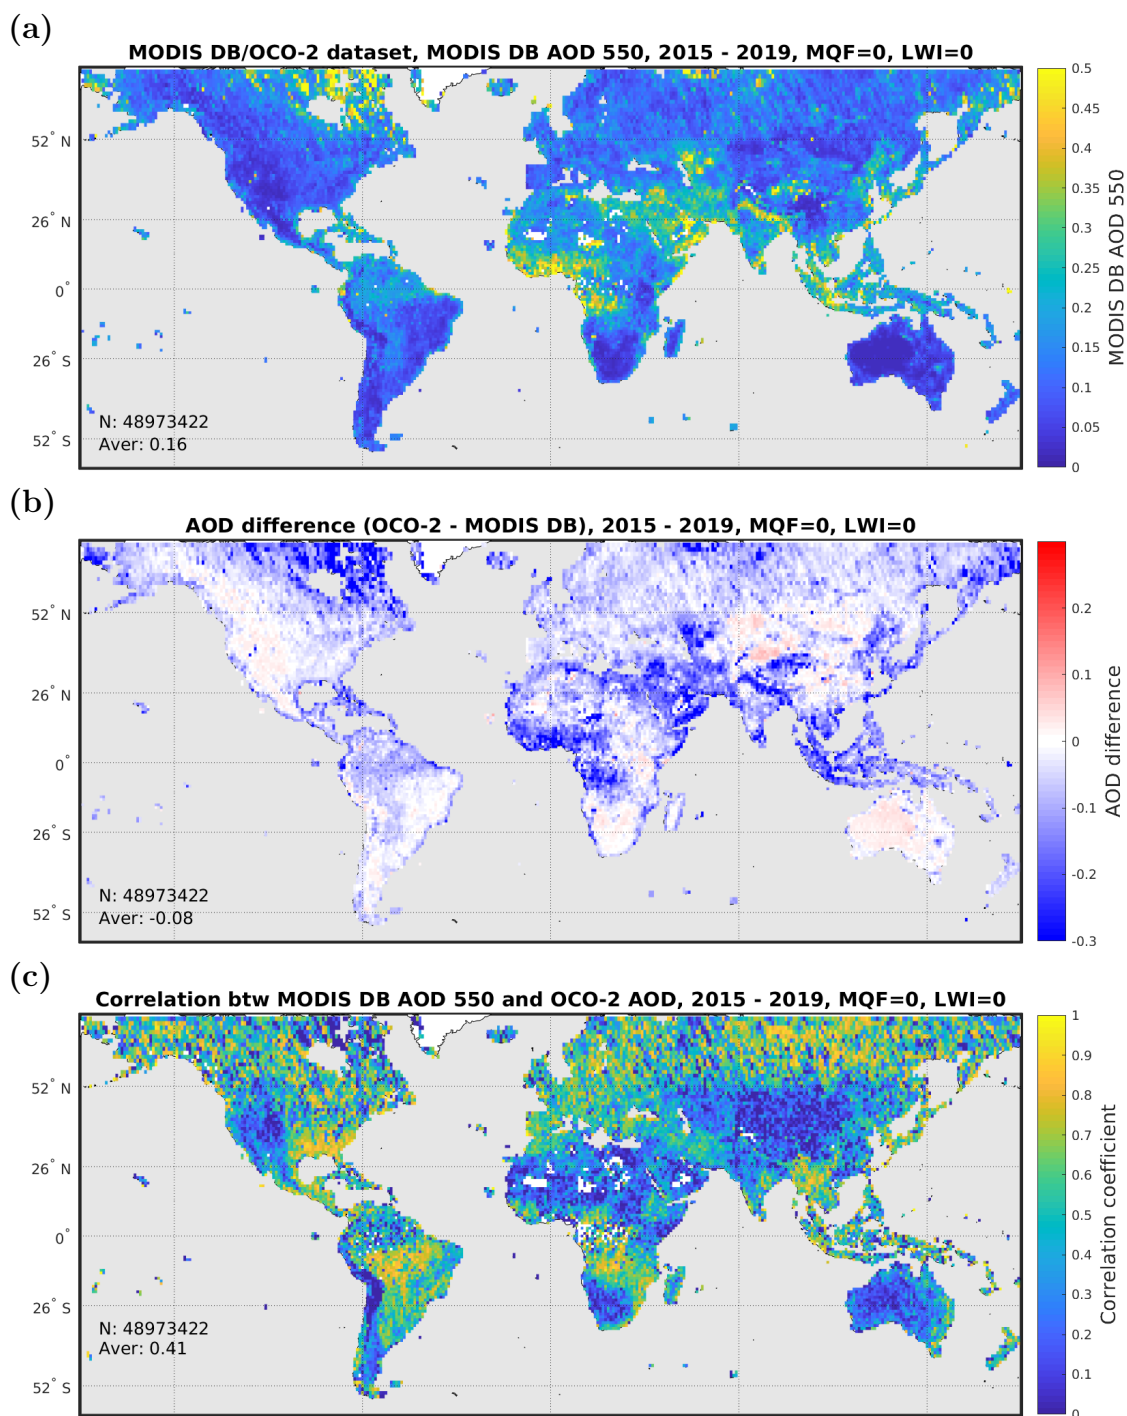 (a)
MODIS DB/OCO-2 dataset, MODIS DB AOD 550, 2015 - 2019, MQF=0, LWI=0
52° N
26° N
0°
26° S
52° S
N: 48973422
Aver: 0.16
0.5
0.45
0.4
0.35
0.3
0.25
0.2
0.15
0.1
0.05
0
MODIS DB AOD 550
(b)
AOD difference (OCO-2 - MODIS DB), 2015 - 2019, MQF=0, LWI=0
52° N
26° N
0°
26° S
52° S
N: 48973422
Aver: -0.08
0.2
0.1
0
-0.1
-0.2
-0.3
AOD difference
(c)
Correlation btw MODIS DB AOD 550 and OCO-2 AOD, 2015 - 2019, MQF=0, LWI=0
52° N
26° N
0°
26° S
52° S
N: 48973422
Aver: 0.41
1
0.9
0.8
0.7
0.6
0.5
0.4
0.3
0.2
0.1
0
Correlation coefficient